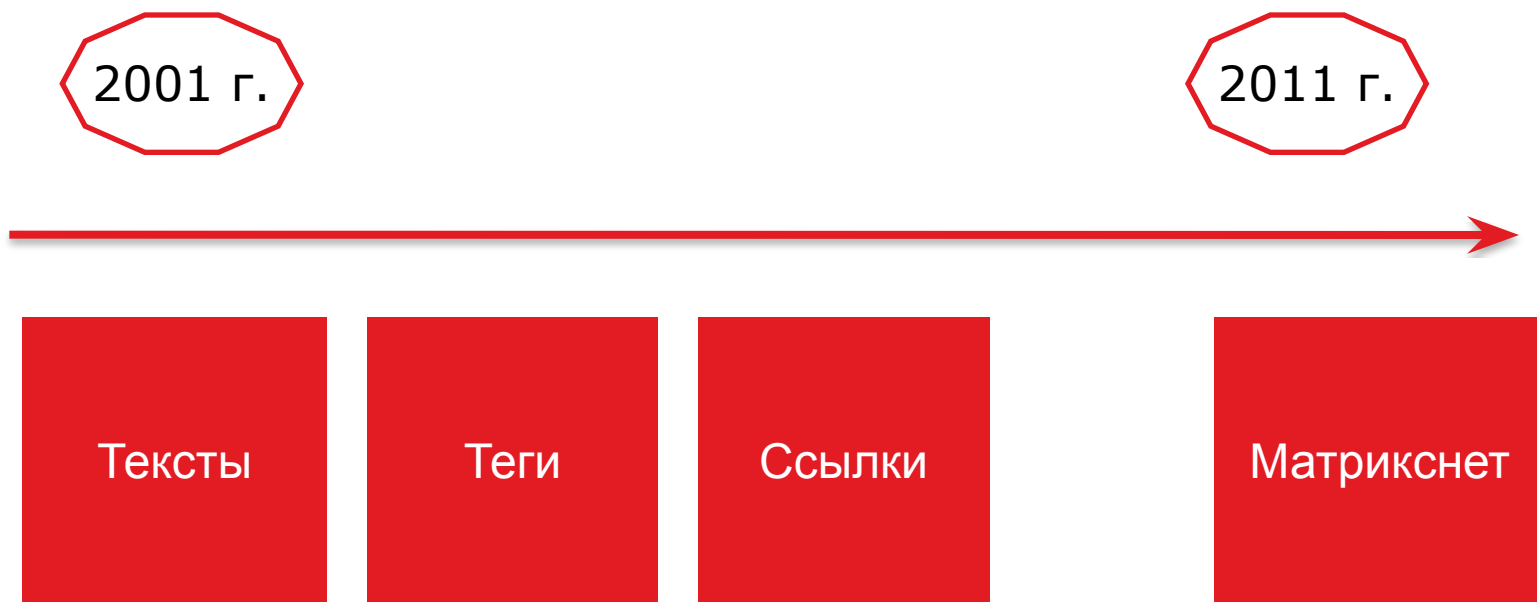 2001 г.
2011 г.
Тексты
Теги
Ссылки
Матрикснет